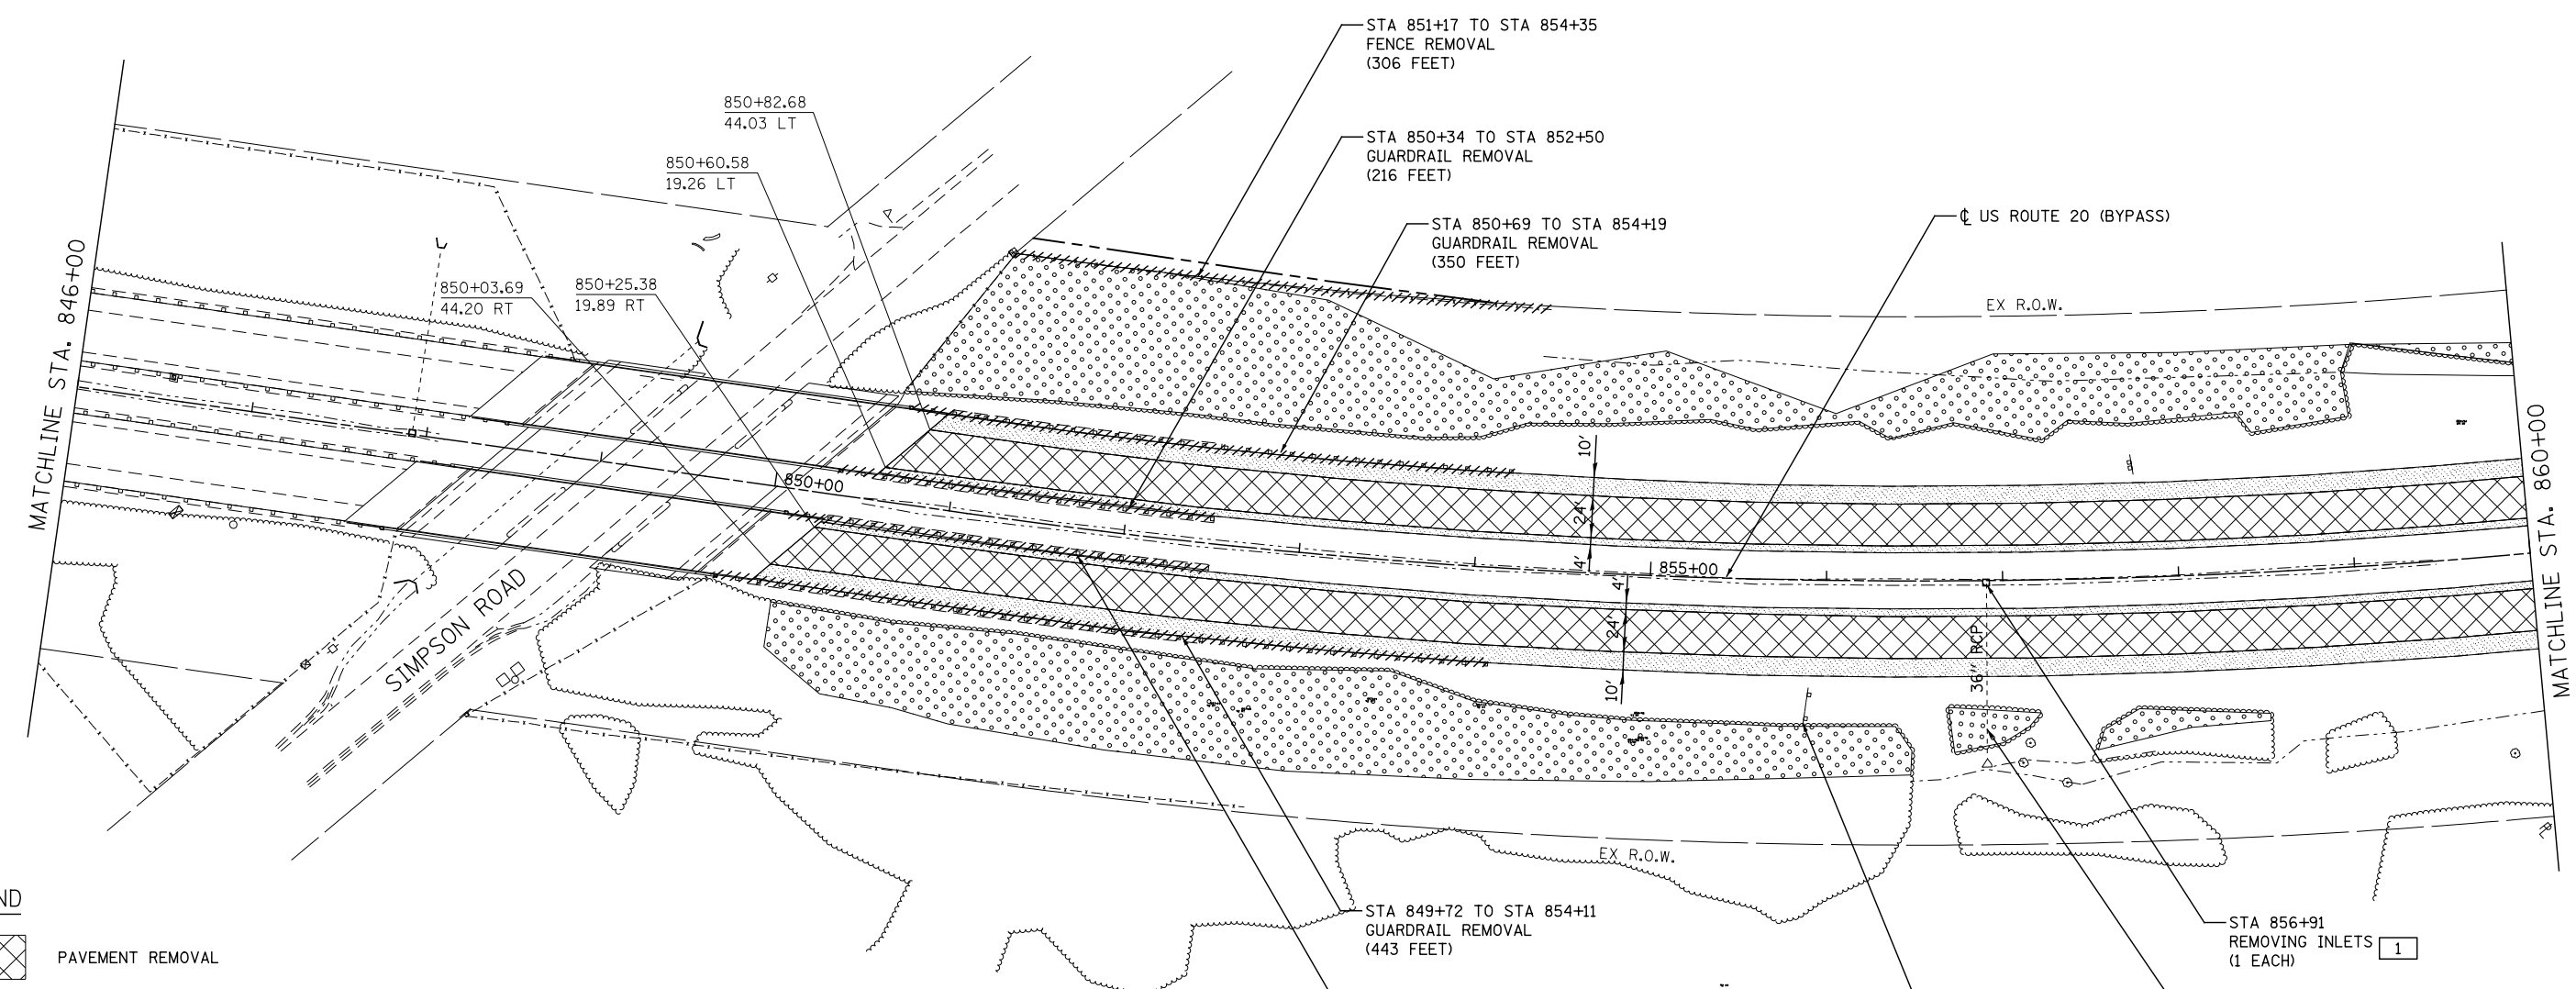 STA 851+17 TO STA 854+35
FENCE REMOVAL
(306 FEET)
850+82.68
44.03 LT
STA 850+34 TO STA 852+50
GUARDRAIL REMOVAL
(216 FEET)
850+60.58
19.26 LT
STA 850+69 TO STA 854+19
GUARDRAIL REMOVAL
(350 FEET)
℄ US ROUTE 20 (BYPASS)
850+03.69
44.20 RT
850+25.38
19.89 RT
EX R.O.W.
MATCHLINE STA. 846+00
MATCHLINE STA. 860+00
850+00
855+00
10'
24'
4'
4'
24'
10'
36" RCP
SIMPSON ROAD
EX R.O.W.
STA 849+72 TO STA 854+11
GUARDRAIL REMOVAL
(443 FEET)
STA 856+91
REMOVING INLETS 1
(1 EACH)
ND
PAVEMENT REMOVAL